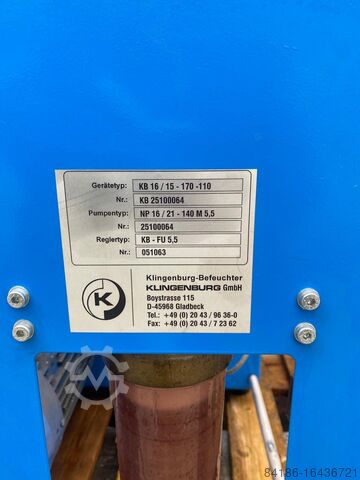 Gerätetyp: KB 16 / 15 - 170 -110
Nr.: KB 25100064
Pumpentyp: NP 16 / 21 - 140 M 5,5
Nr.: 25100064
Reglertyp: KB - FU 5,5
Nr.: 051063
K
Klingenburg-Befeuchter
KLINGENBURG GmbH
Boystrasse 115
D-45968 Gladbeck
Tel.: +49 (0) 20 43 / 96 36-0
Fax: +49 (0) 20 43 / 7 23 62
84186-16436721